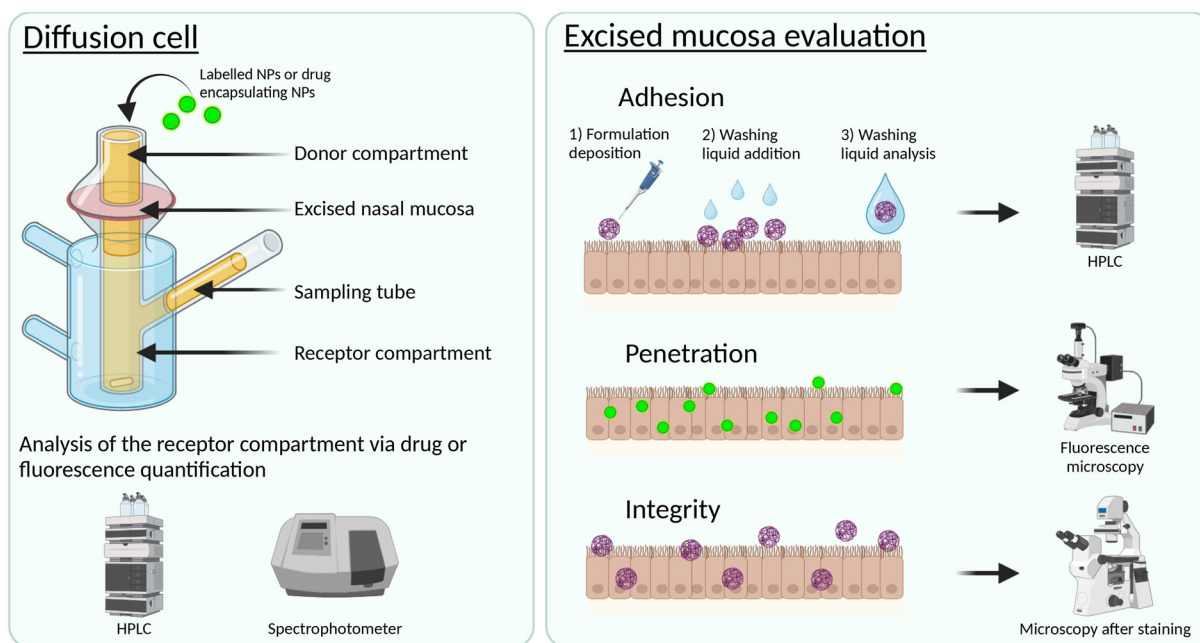 Diffusion cell
Labelled NPs or drug
encapsulating NPs
Donor compartment
Excised nasal mucosa
Sampling tube
Receptor compartment
Analysis of the receptor compartment via drug or
fluorescence quantification
HPLC
Spectrophotometer
Excised mucosa evaluation
Adhesion
1) Formulation
deposition
2) Washing
liquid addition
3) Washing
liquid analysis
HPLC
Penetration
Fluorescence
microscopy
Integrity
Microscopy after staining